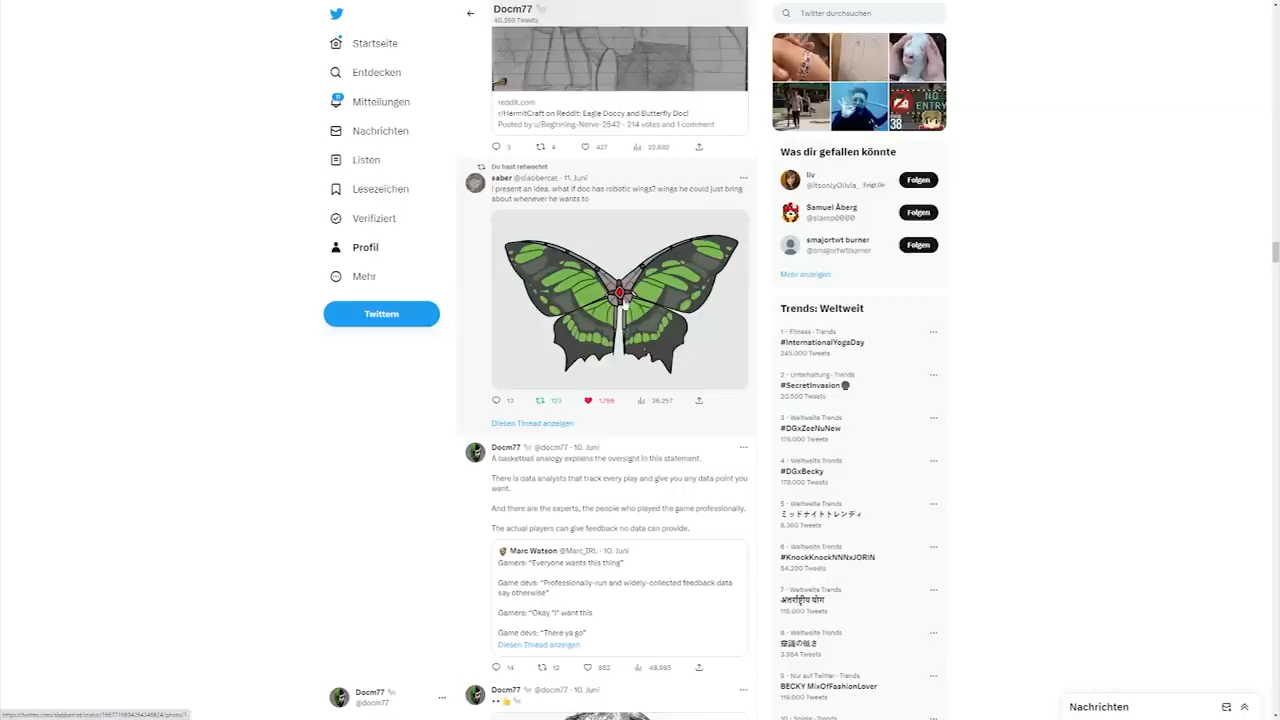 Startseite
Entdecken
Mitteilungen
Nachrichten
Listen
Lesezeichen
Verifiziert
Profil
Mehr
Twittern
Docm77
@docm77
Docm77
40.359 Tweets
reddit.com
r/HermitCraft on Reddit: Eagle Doccy and Butterfly Doc!
Posted by u/Beginning-Nerve-2542 - 214 votes and 1 comment
3 4 427 22.682
Du hast retweetet
saber @slabbercat · 11. Juni
I present an idea. what if doc has robotic wings? wings he could just bring
about whenever he wants to
13 123 1.766 36.257
Diesen Thread anzeigen
Docm77 @docm77 · 10. Juni
A basketball analogy explains the oversight in this statement.
There is data analysts that track every play and give you any data point you
want.
And there are the experts, the people who played the game professionally.
The actual players can give feedback no data can provide.
Marc Watson @Marc_IRL · 10. Juni
Gamers: “Everyone wants this thing”
Game devs: “Professionally-run and widely-collected feedback data
say otherwise”
Gamers: “Okay *I* want this
Game devs: “There ya go”
Diesen Thread anzeigen
14 12 862 48.985
Docm77 @docm77 · 10. Juni
Twitter durchsuchen
NO
ENTRY
38
Was dir gefallen könnte
liv
@ItsonlyOlivia_ Folgt dir
Folgen
Samuel Åberg
@slamp0000
Folgen
smajortwt burner
@smajortwtburner
Folgen
Mehr anzeigen
Trends: Weltweit
1 · Fitness · Trends
#InternationalYogaDay
245.000 Tweets
2 · Unterhaltung · Trends
#SecretInvasion
20.500 Tweets
3 · Weltweite Trends
#DGxZeeNuNew
178.000 Tweets
4 · Weltweite Trends
#DGxBecky
179.000 Tweets
5 · Weltweite Trends
ミッドナイトトレンディ
8.360 Tweets
6 · Weltweite Trends
#KnockKnockNNNxJORIN
54.200 Tweets
7 · Weltweite Trends
अंतर्राष्ट्रीय योग
115.000 Tweets
8 · Weltweite Trends
3.984 Tweets
9 · Nur auf Twitter · Trends
BECKY MixOfFashionLover
119.000 Tweets
10 · Spiele · Trends
Nachrichten